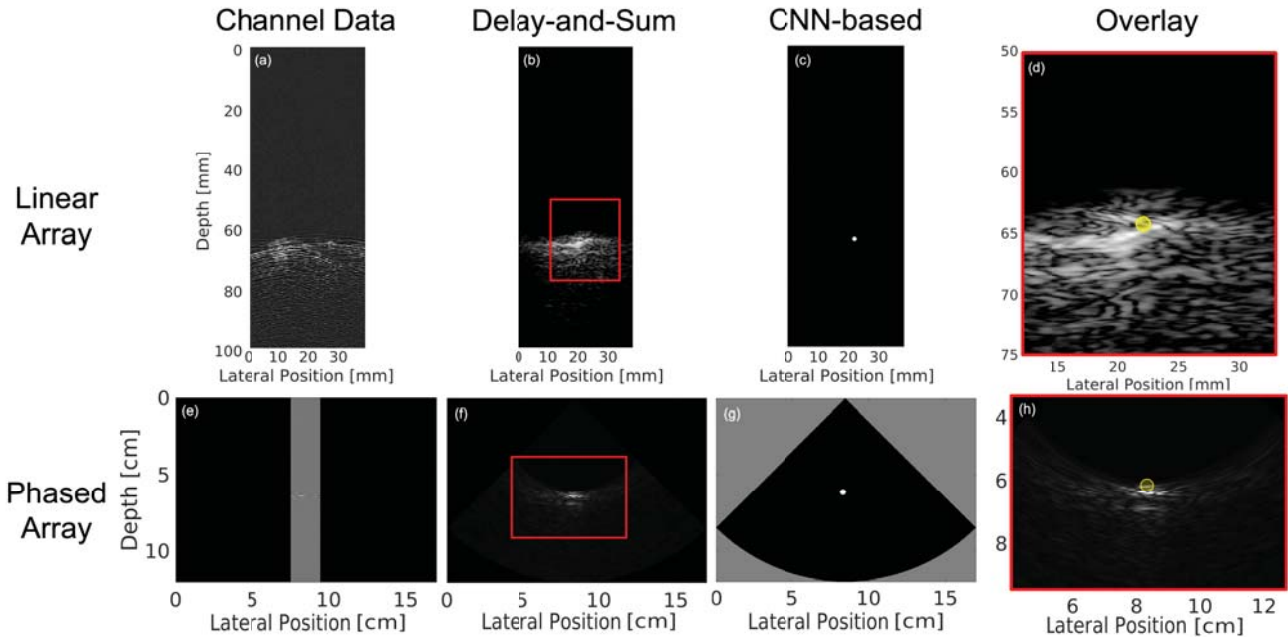 Channel Data Delay-and-Sum CNN-based Overlay
Linear
Array
(a)
0
20
40
60
80
100
Depth [mm]
0 10 20 30
Lateral Position [mm]
(b)
0 10 20 30
Lateral Position [mm]
(c)
0 10 20 30
Lateral Position [mm]
(d)
50
55
60
65
70
75
15 20 25 30
Lateral Position [mm]
Phased
Array
(e)
0
5
10
Depth [cm]
0 5 10 15
Lateral Position [cm]
(f)
0 5 10 15
Lateral Position [cm]
(g)
0 5 10 15
Lateral Position [cm]
(h)
4
6
8
6 8 10 12
Lateral Position [cm]